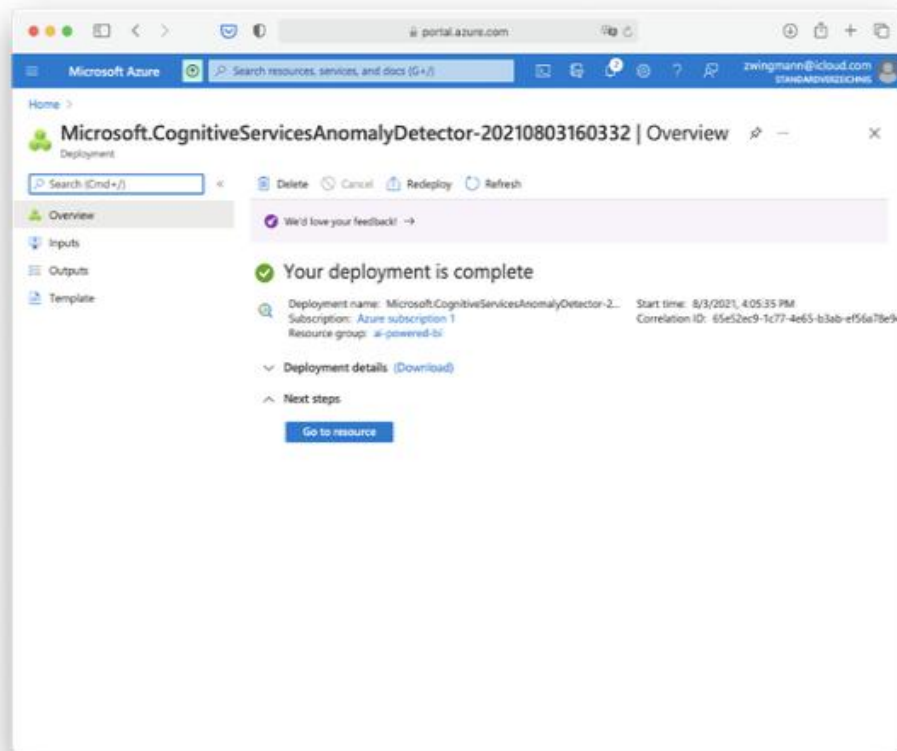 portal.azure.com
Microsoft Azure
Search resources, services, and docs (G+/)
2
zwingmann@icloud.com
STANDARDVERZEICHNIS
Home >
Microsoft.CognitiveServicesAnomalyDetector-20210803160332 | Overview
Deployment
Search (Cmd+/)
«
Delete Cancel Redeploy Refresh
Overview
We'd love your feedback! →
Inputs
Outputs
Your deployment is complete
Template
Deployment name: Microsoft.CognitiveServicesAnomalyDetector-2... Start time: 8/3/2021, 4:05:35 PM
Subscription: Azure subscription 1 Correlation ID: 65e52ec9-1c77-4e65-b3ab-ef56a78e9
Resource group: ai-powered-bi
Deployment details (Download)
Next steps
Go to resource